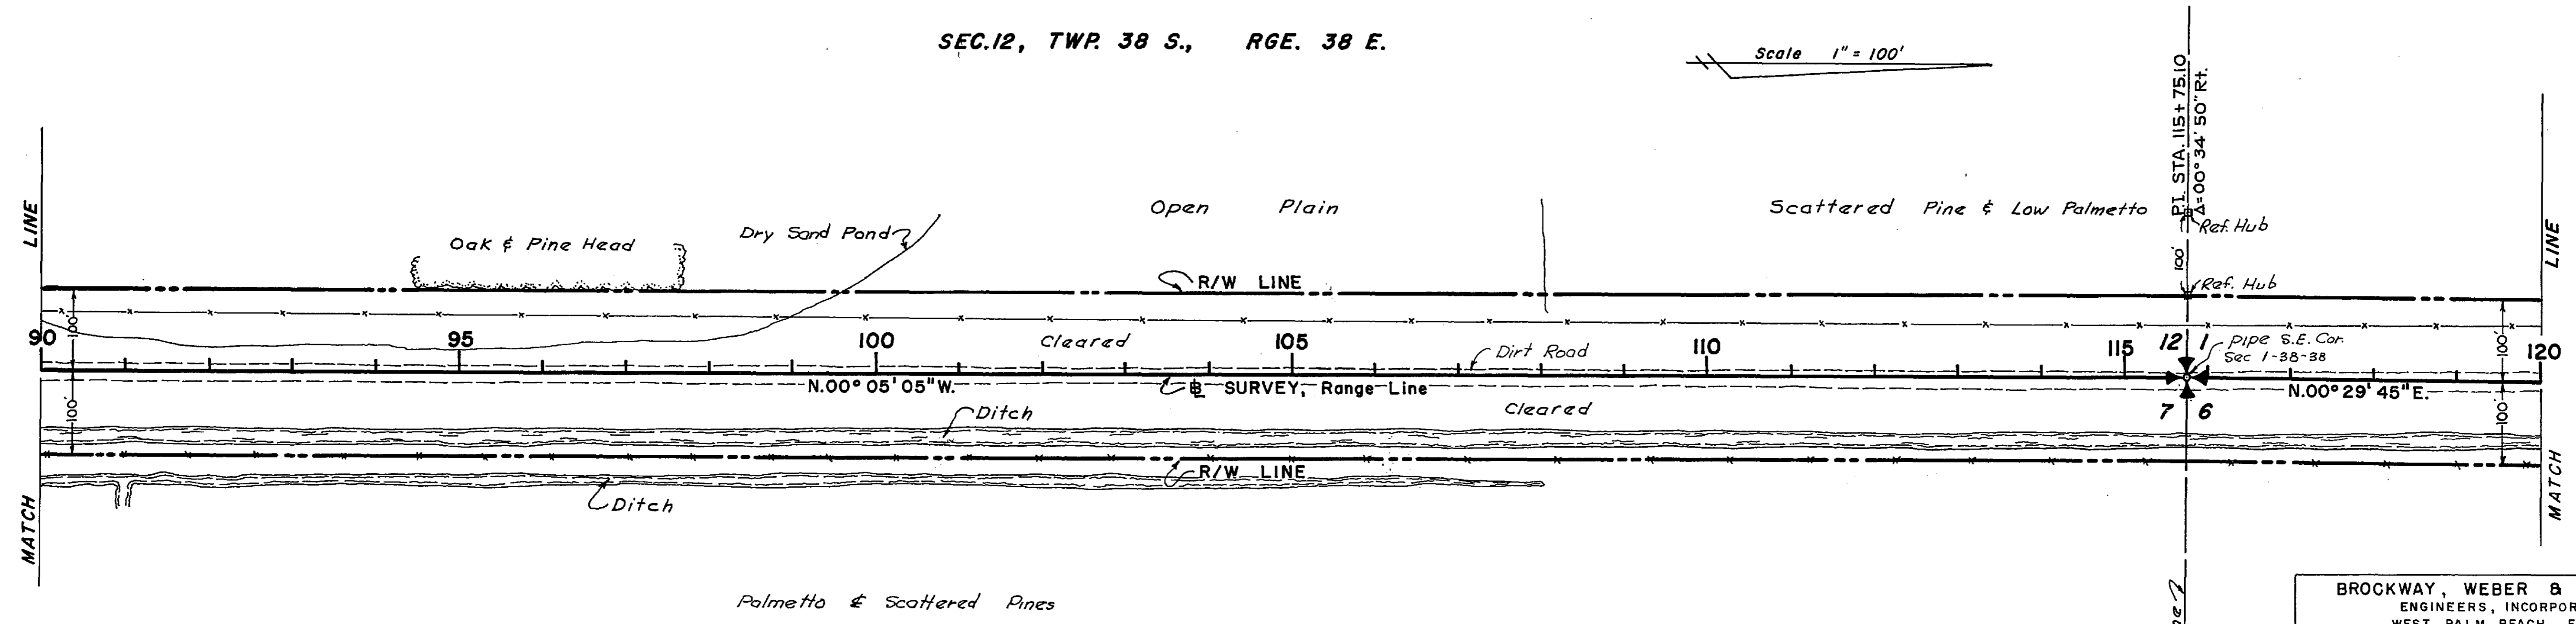 SEC.12, TWP. 38 S., RGE. 38 E.
Scale 1" = 100'
P.I. STA. 115+75.10
Δ=00°34'50"Rt.
LINE
Oak & Pine Head
Dry Sand Pond
Open Plain
Scattered Pine & Low Palmetto
Ref. Hub
LINE
100'
R/W LINE
Ref. Hub
100'
100'
90
95
100
Cleared
105
Dirt Road
110
115
12
1
Pipe S.E. Cor.
Sec 1-38-38
120
N.00° 05' 05" W.
℄ SURVEY, Range Line
N.00° 29' 45" E.
100'
Ditch
Cleared
7
6
100'
R/W LINE
Ditch
MATCH
MATCH
Palmetto & Scattered Pines
BROCKWAY, WEBER &
ENGINEERS, INCORPOR
WEST PALM BEACH, F